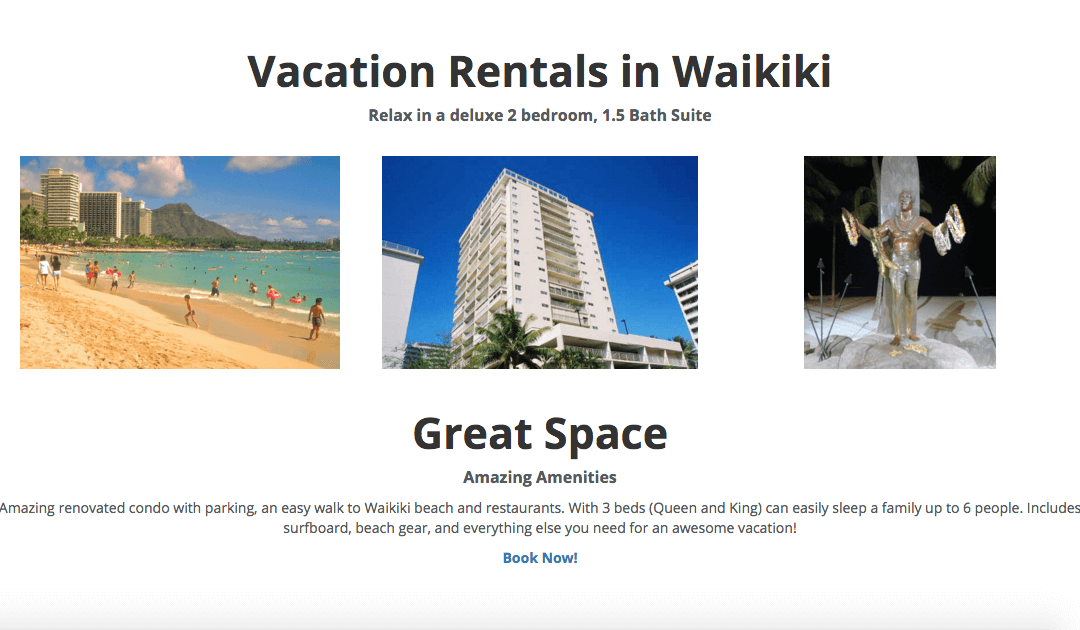 Vacation Rentals in Waikiki
Relax in a deluxe 2 bedroom, 1.5 Bath Suite
Great Space
Amazing Amenities
Amazing renovated condo with parking, an easy walk to Waikiki beach and restaurants. With 3 beds (Queen and King) can easily sleep a family up to 6 people. Includes
surfboard, beach gear, and everything else you need for an awesome vacation!
Book Now!